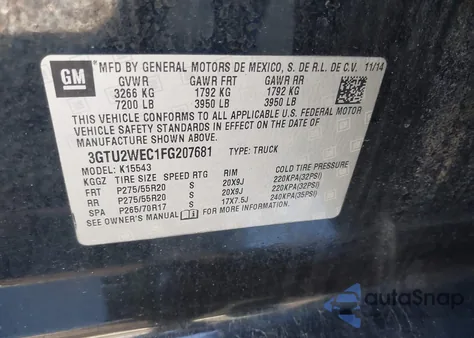 GM
MFD BY GENERAL MOTORS DE MEXICO, S. DE R.L. DE C.V. 11/14
GVWR GAWR FRT GAWR RR
3266 KG 1792 KG 1792 KG
7200 LB 3950 LB 3950 LB
THIS VEHICLE CONFORMS TO ALL APPLICABLE U.S. FEDERAL MOTOR
VEHICLE SAFETY, BUMPER, AND THEFT PREVENTION
STANDARDS IN EFFECT ON THE DATE OF
MANUFACTURE SHOWN ABOVE.
3GTU2WEC1FG207681 TYPE: TRUCK
MODEL: K15543
KGGZ TIRE SIZE SPEED RTG RIM COLD TIRE PRESSURE
FRT P275/55R20 S 20X9J 220KPA(32PSI)
RR P275/55R20 S 20X9J 220KPA(32PSI)
SPA P265/70R17 S 17X7.5J 240KPA(35PSI)
SEE OWNER'S MANUAL FOR MORE INFORMATION.
autoSnap